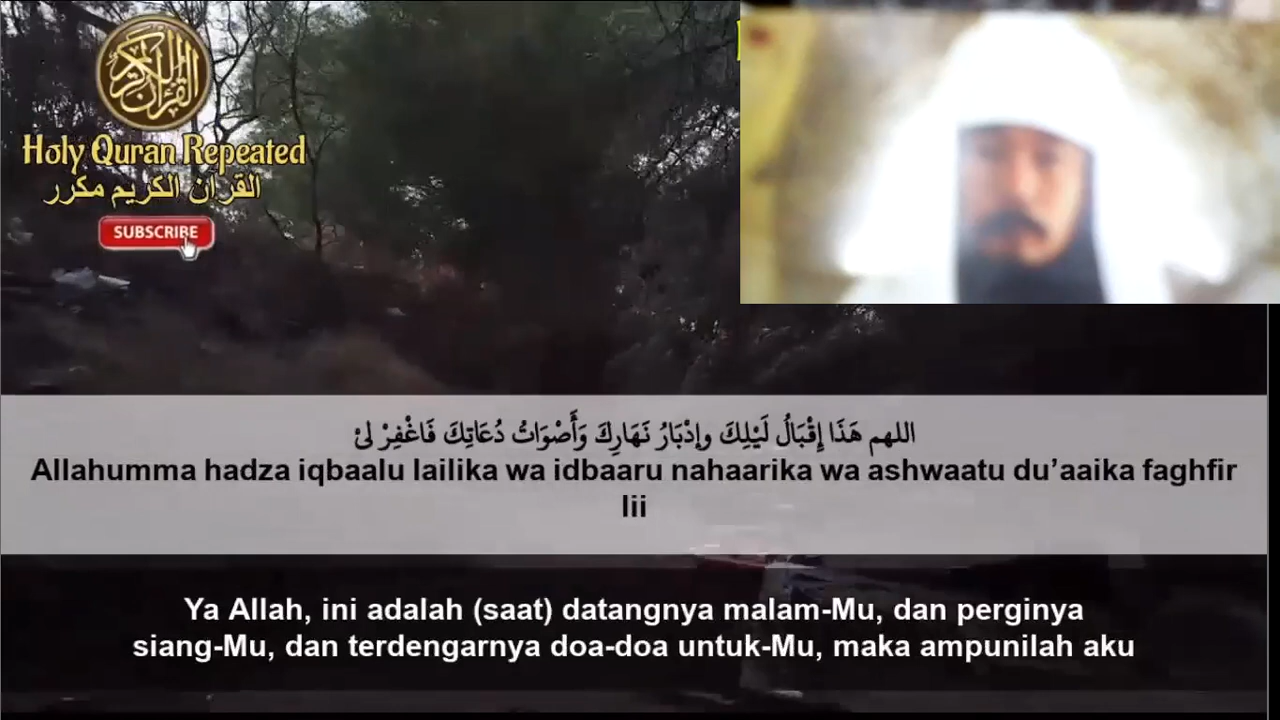 القرآن الكريم
Holy Quran Repeated
القرآن الكريم مكرر
SUBSCRIBE
اللهم هَذَا إِقْبَالُ لَيْلِكَ وإِدْبَارُ نَهَارِكَ وَأَصْوَاتُ دُعَاتِكَ فَاغْفِرْ لِيْ
Allahumma hadza iqbaalu lailika wa idbaaru nahaarika wa ashwaatu du’aaika faghfir
lii
Ya Allah, ini adalah (saat) datangnya malam-Mu, dan perginya
siang-Mu, dan terdengarnya doa-doa untuk-Mu, maka ampunilah aku